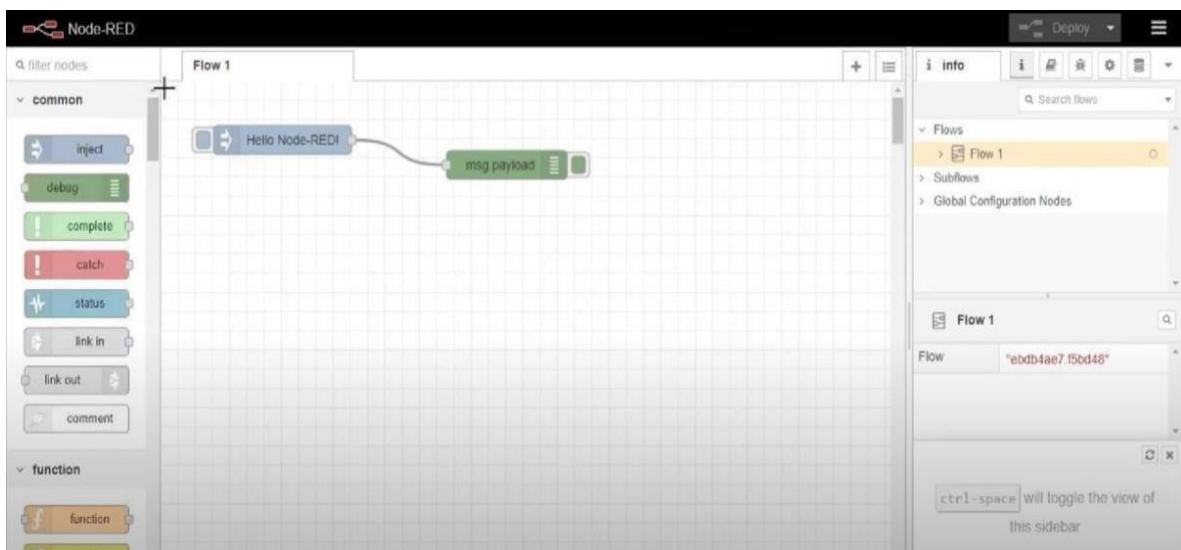 Node-RED
Deploy
filter nodes
Flow 1
info
i
common
Search flows
Hello Node-RED!
Flows
inject
msg payload
Flow 1
debug
Subflows
Global Configuration Nodes
complete
catch
status
Flow 1
link in
Flow
"ebdb4ae7.f5bd48"
link out
comment
function
ctrl-space will toggle the view of
this sidebar
function